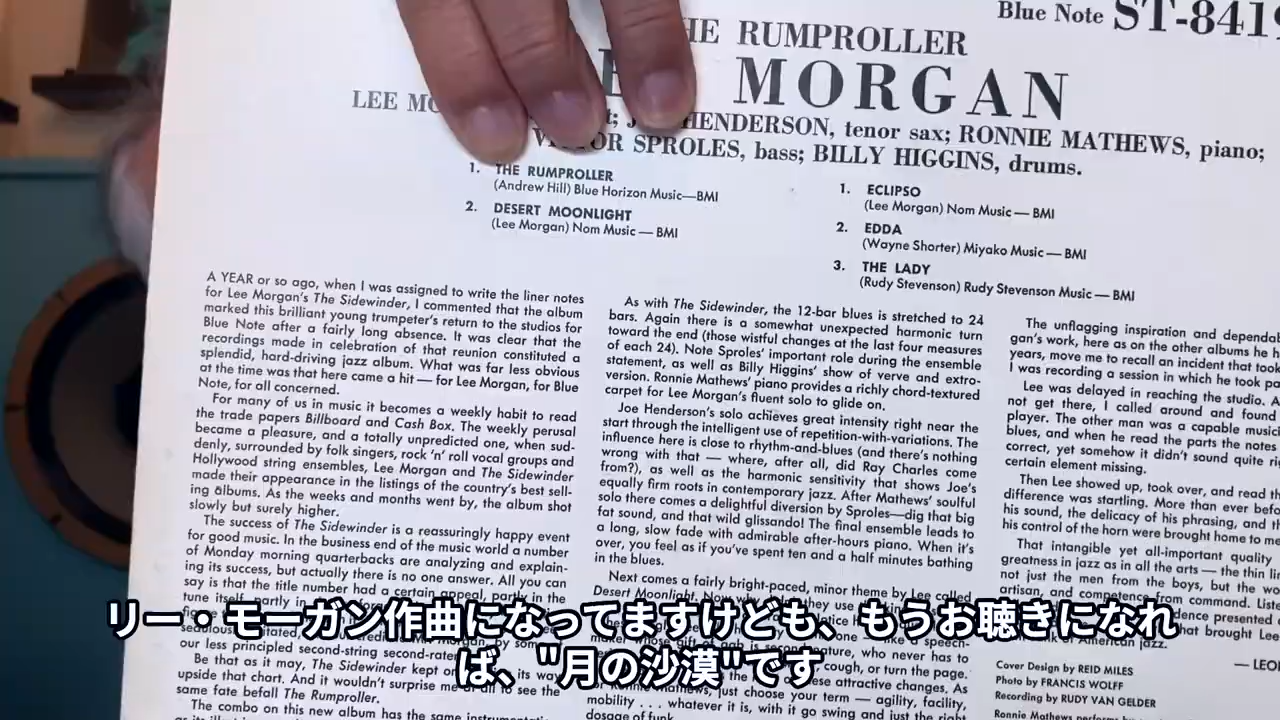 Blue Note ST-841
HE RUMPROLLER
MORGAN
LEE MO t; J HENDERSON, tenor sax; RONNIE MATHEWS, piano;
V OR SPROLES, bass; BILLY HIGGINS, drums.
1. THE RUMPROLLER
(Andrew Hill) Blue Horizon Music—BMI
2. DESERT MOONLIGHT
(Lee Morgan) Nom Music — BMI
1. ECLIPSO
(Lee Morgan) Nom Music — BMI
2. EDDA
(Wayne Shorter) Miyako Music — BMI
3. THE LADY
(Rudy Stevenson) Rudy Stevenson Music — BMI
A YEAR or so ago, when I was assigned to write the liner notes
for Lee Morgan's The Sidewinder, I commented that the album
marked this brilliant young trumpeter's return to the studios for
Blue Note after a fairly long absence. It was clear that the
recordings made in celebration of that reunion constituted a
splendid, hard-driving jazz album. What was far less obvious
at the time was that here came a hit — for Lee Morgan, for Blue
Note, for all concerned.
For many of us in music it becomes a weekly habit to read
the trade papers Billboard and Cash Box. The weekly perusal
became a pleasure, and a totally unpredicted one, when sud-
denly, surrounded by folk singers, rock 'n' roll vocal groups and
Hollywood string ensembles, Lee Morgan and The Sidewinder
made their appearance in the listings of the country's best sell-
ing albums. As the weeks and months went by, the album shot
slowly but surely higher.
The success of The Sidewinder is a reassuringly happy event
for good music. In the business end of the music world a number
of Monday morning quarterbacks are analyzing and explain-
ing its success, but actually there is no one answer. All you can
say is that the title number had a certain appeal, partly in the
tune itself, partly in
our less principled second-string second-rate
Be that as it may, The Sidewinder kept on its way
upside that chart. And it wouldn't surprise me at all to see the
same fate befall The Rumproller.
The combo on this new album has the same instrumentation
As with The Sidewinder, the 12-bar blues is stretched to 24
bars. Again there is a somewhat unexpected harmonic turn
toward the end (those wistful changes at the last four measures
of each 24). Note Sproles' important role during the ensemble
statement, as well as Billy Higgins' show of verve and extro-
version. Ronnie Mathews' piano provides a richly chord-textured
carpet for Lee Morgan's fluent solo to glide on.
Joe Henderson's solo achieves great intensity right near the
start through the intelligent use of repetition-with-variations. The
influence here is close to rhythm-and-blues (and there's nothing
wrong with that — where, after all, did Ray Charles come
from?), as well as the harmonic sensitivity that shows Joe's
equally firm roots in contemporary jazz. After Mathews' soulful
solo there comes a delightful diversion by Sproles—dig that big
fat sound, and that wild glissando! The final ensemble leads to
a long, slow fade with admirable after-hours piano. When it's
over, you feel as if you've spent ten and a half minutes bathing
in the blues.
Next comes a fairly bright-paced, minor theme by Lee called
Desert Moonlight.
cough, or turn the page.
these attractive changes. As
just choose your term — agility, facility,
mobility . . . whatever it is, with it go swing and just the right
dosage of funk.
The unflagging inspiration and dependab
gan's work, here as on the other albums he h
years, move me to recall an incident that took
I was recording a session in which he took pa
Lee was delayed in reaching the studio. A
not get there, I called around and found
player. The other man was a capable musici
blues, and when he read the parts the notes
correct, yet somehow it didn't sound quite ri
certain element missing.
Then Lee showed up, took over, and read th
difference was startling. More than ever befo
his sound, the delicacy of his phrasing, and th
his control of the horn were brought home to me
That intangible yet all-important quality
greatness in jazz as in all the arts — the thin li
not just the men from the boys, but the
artisan, and competence from command. Liste
dence presented o
that brought Lee
of American jazz.
— LEO
Cover Design by REID MILES
Photo by FRANCIS WOLFF
Recording by RUDY VAN GELDER
Ronnie Mathews performs by
リー・モーガン作曲になってますけども、もうお聴きになれ
ば、"月の沙漠"です